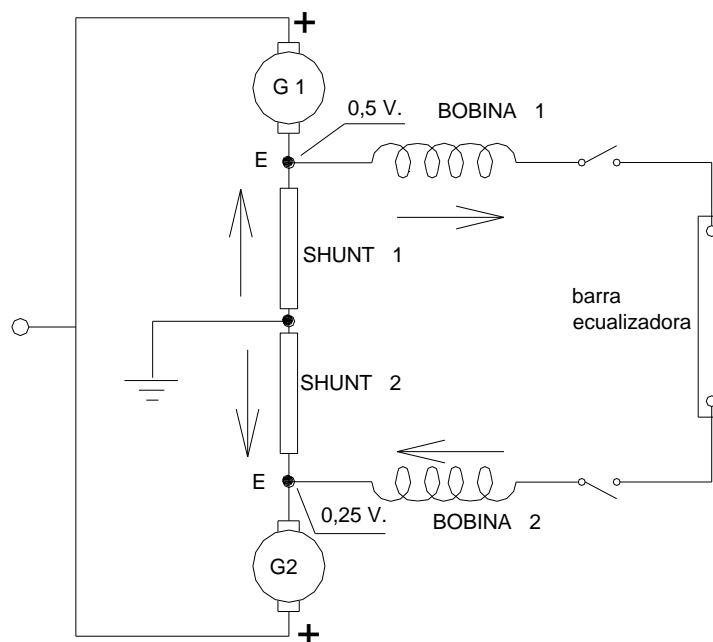 +
G 1
0,5 V.
BOBINA 1
E
SHUNT 1
barra
ecualizadora
SHUNT 2
E
0,25 V.
BOBINA 2
G2
+